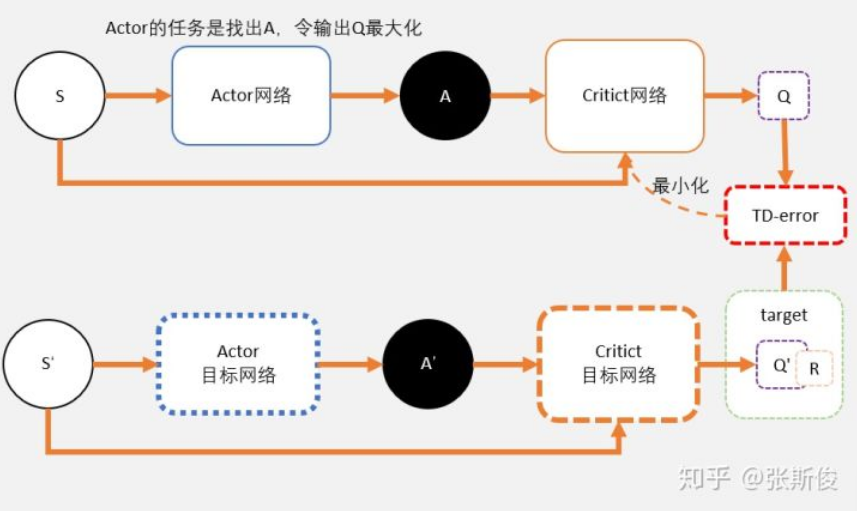 Actor的任务是找出A，令输出Q最大化
S
Actor网络
A
Critict网络
Q
最小化
TD-error
S'
Actor
目标网络
A'
Critict
目标网络
target
Q'
R
知乎 @张斯俊